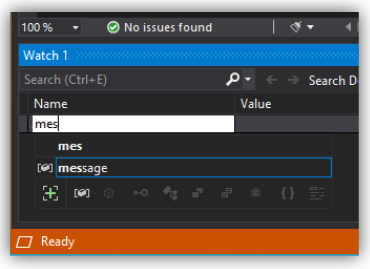 100 % No issues found
Watch 1
Search (Ctrl+E) Search D
Name Value
mes
mes
message
Ready